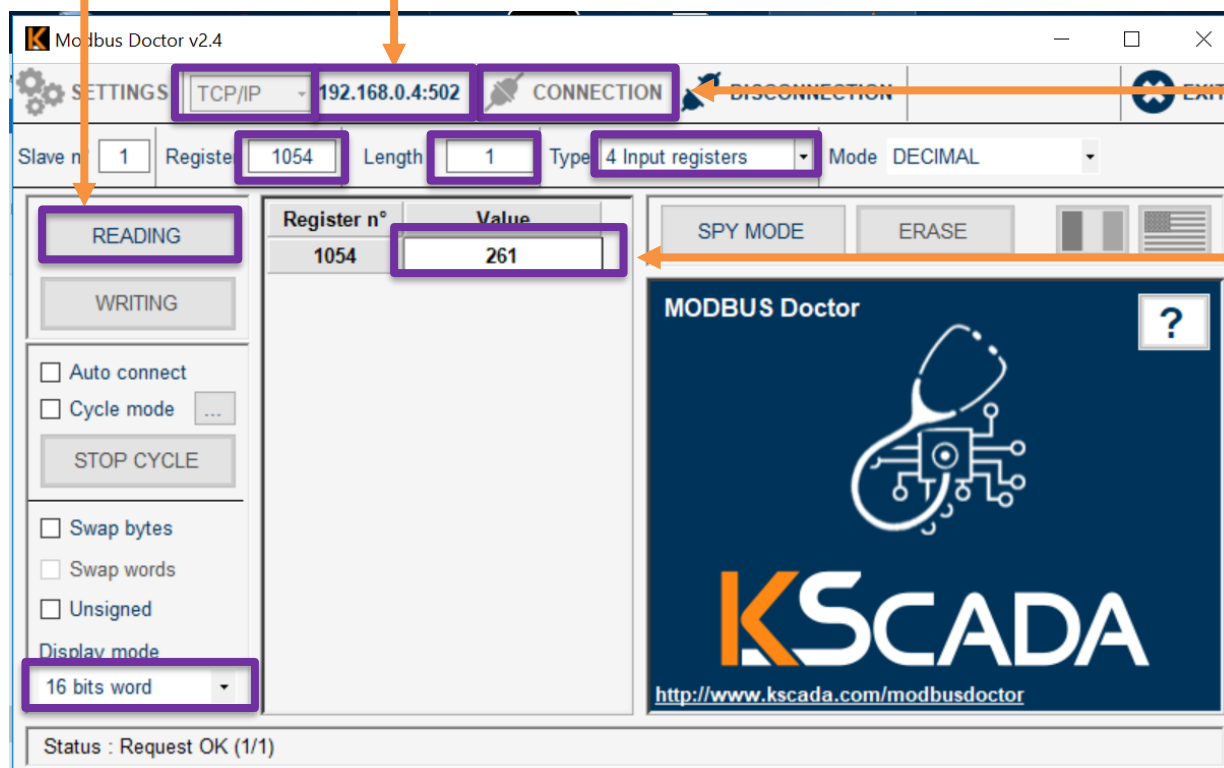 Modbus Doctor v2.4
SETTINGS TCP/IP 192.168.0.4:502 CONNECTION DISCONNECTION EXIT
Slave n° 1 Register 1054 Length 1 Type 4 Input registers Mode DECIMAL
READING
WRITING
Auto connect
Cycle mode ...
STOP CYCLE
Swap bytes
Swap words
Unsigned
Display mode
16 bits word
Register n° Value
1054 261
SPY MODE ERASE
MODBUS Doctor
?
KSCADA
http://www.kscada.com/modbusdoctor
Status : Request OK (1/1)